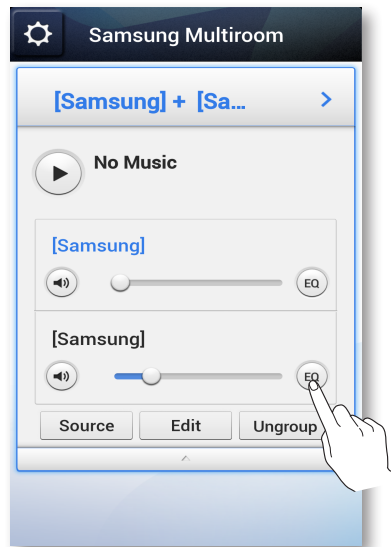 Samsung Multiroom
[Samsung] + [Sa...
No Music
[Samsung]
EQ
[Samsung]
EQ
Source Edit Ungroup